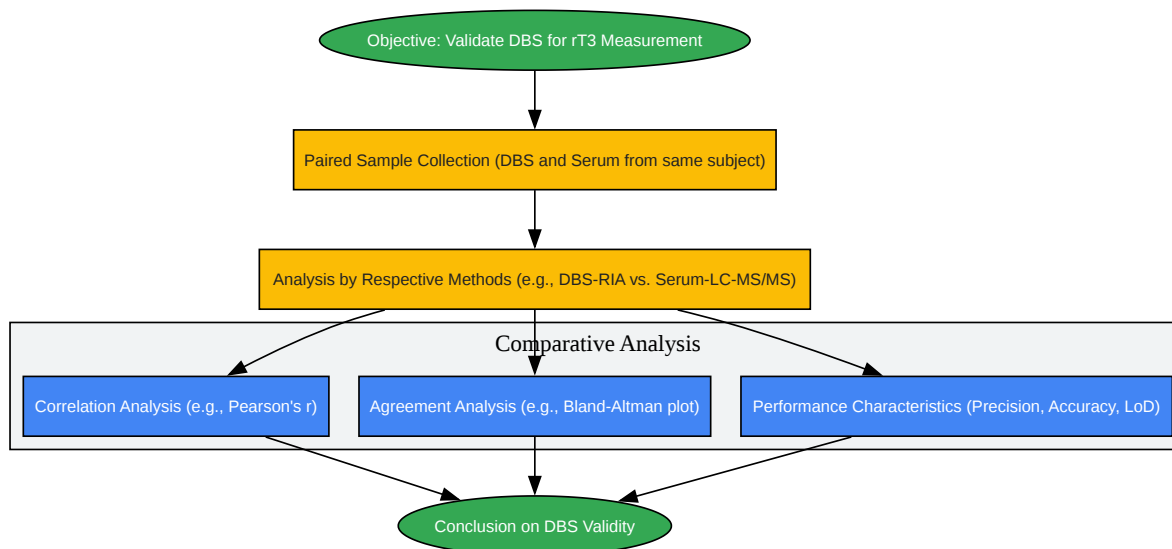 Objective: Validate DBS for rT3 Measurement
Paired Sample Collection (DBS and Serum from same subject)
Analysis by Respective Methods (e.g., DBS-RIA vs. Serum-LC-MS/MS)
Comparative Analysis
Correlation Analysis (e.g., Pearson's r)
Agreement Analysis (e.g., Bland-Altman plot)
Performance Characteristics (Precision, Accuracy, LoD)
Conclusion on DBS Validity